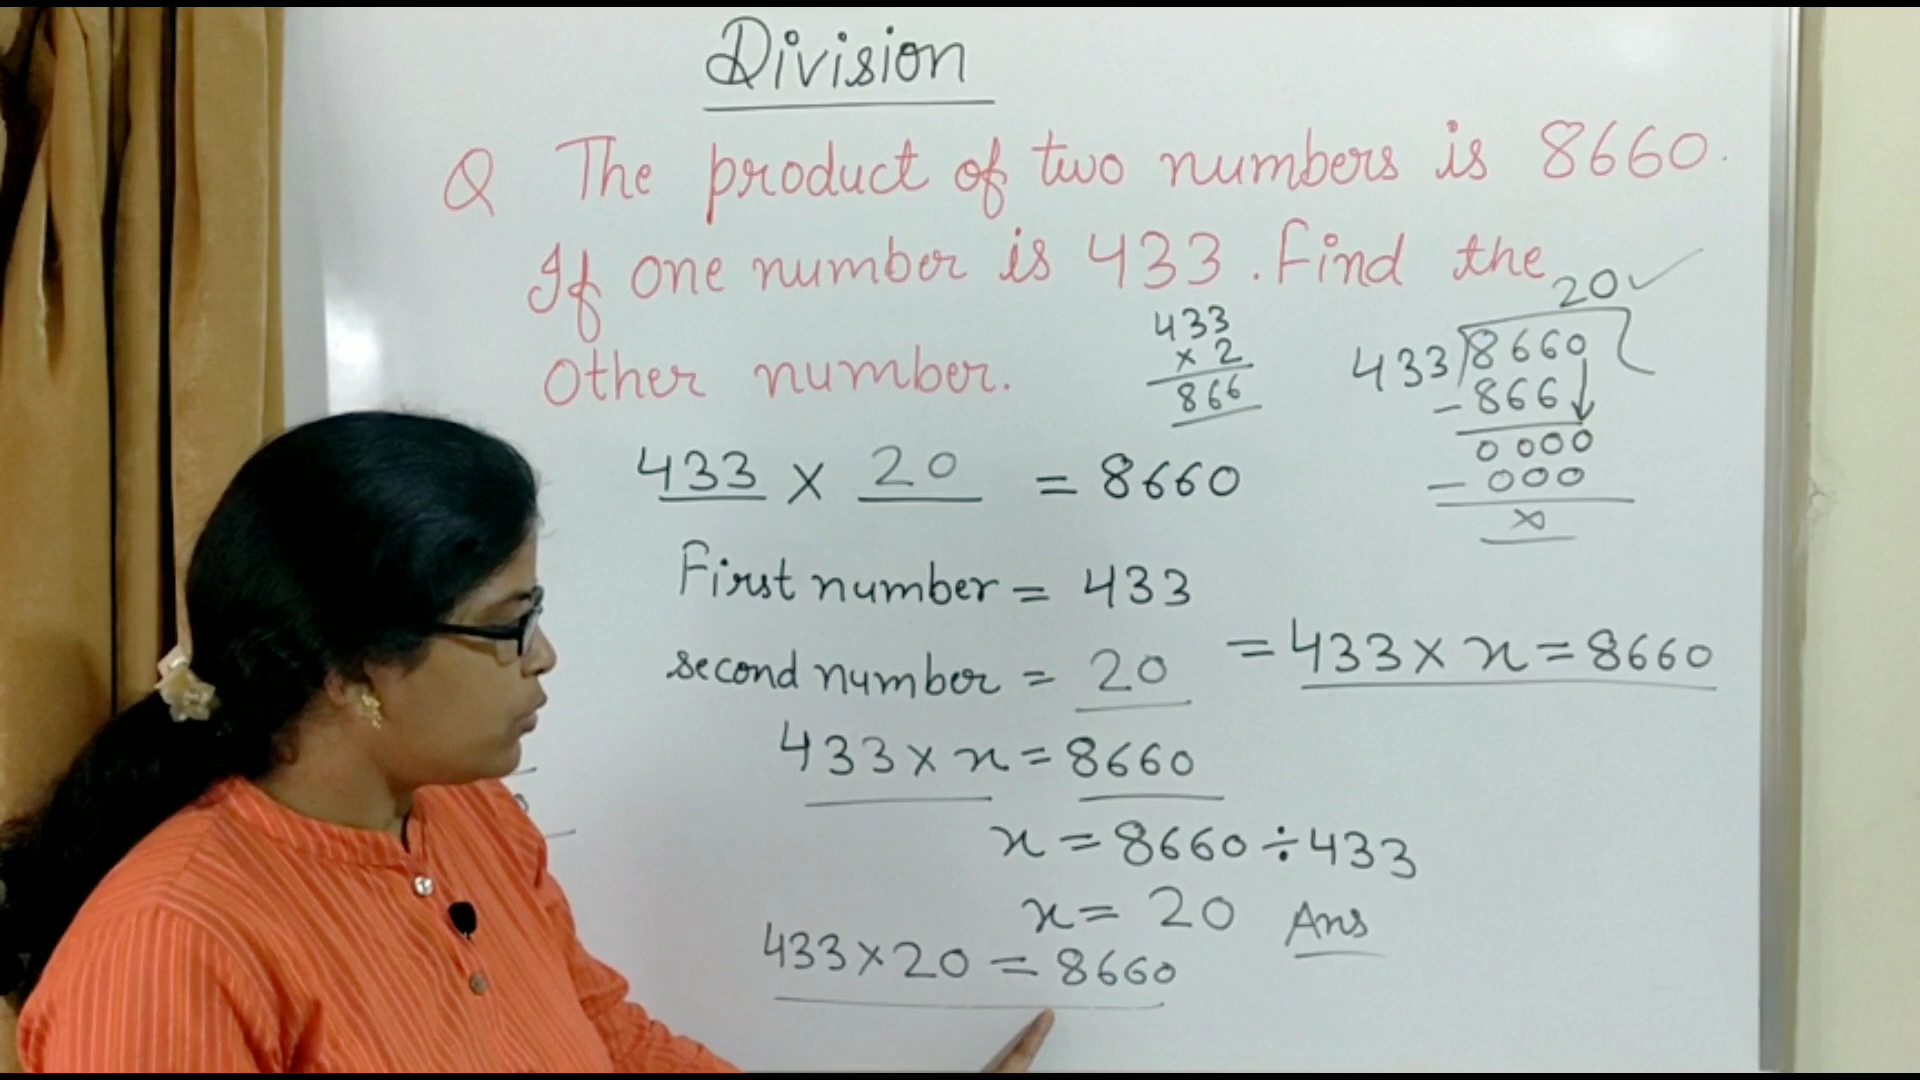 Division
Q The product of two numbers is 8660.
If one number is 433. Find the
other number.
433
x 2
866
20✓
433)8660
-866↓
0000
-000
x
433 x 20 = 8660
First number = 433
second number = 20
= 433 x x = 8660
433 x x = 8660
x = 8660 ÷ 433
x = 20 Ans
433 x 20 = 8660